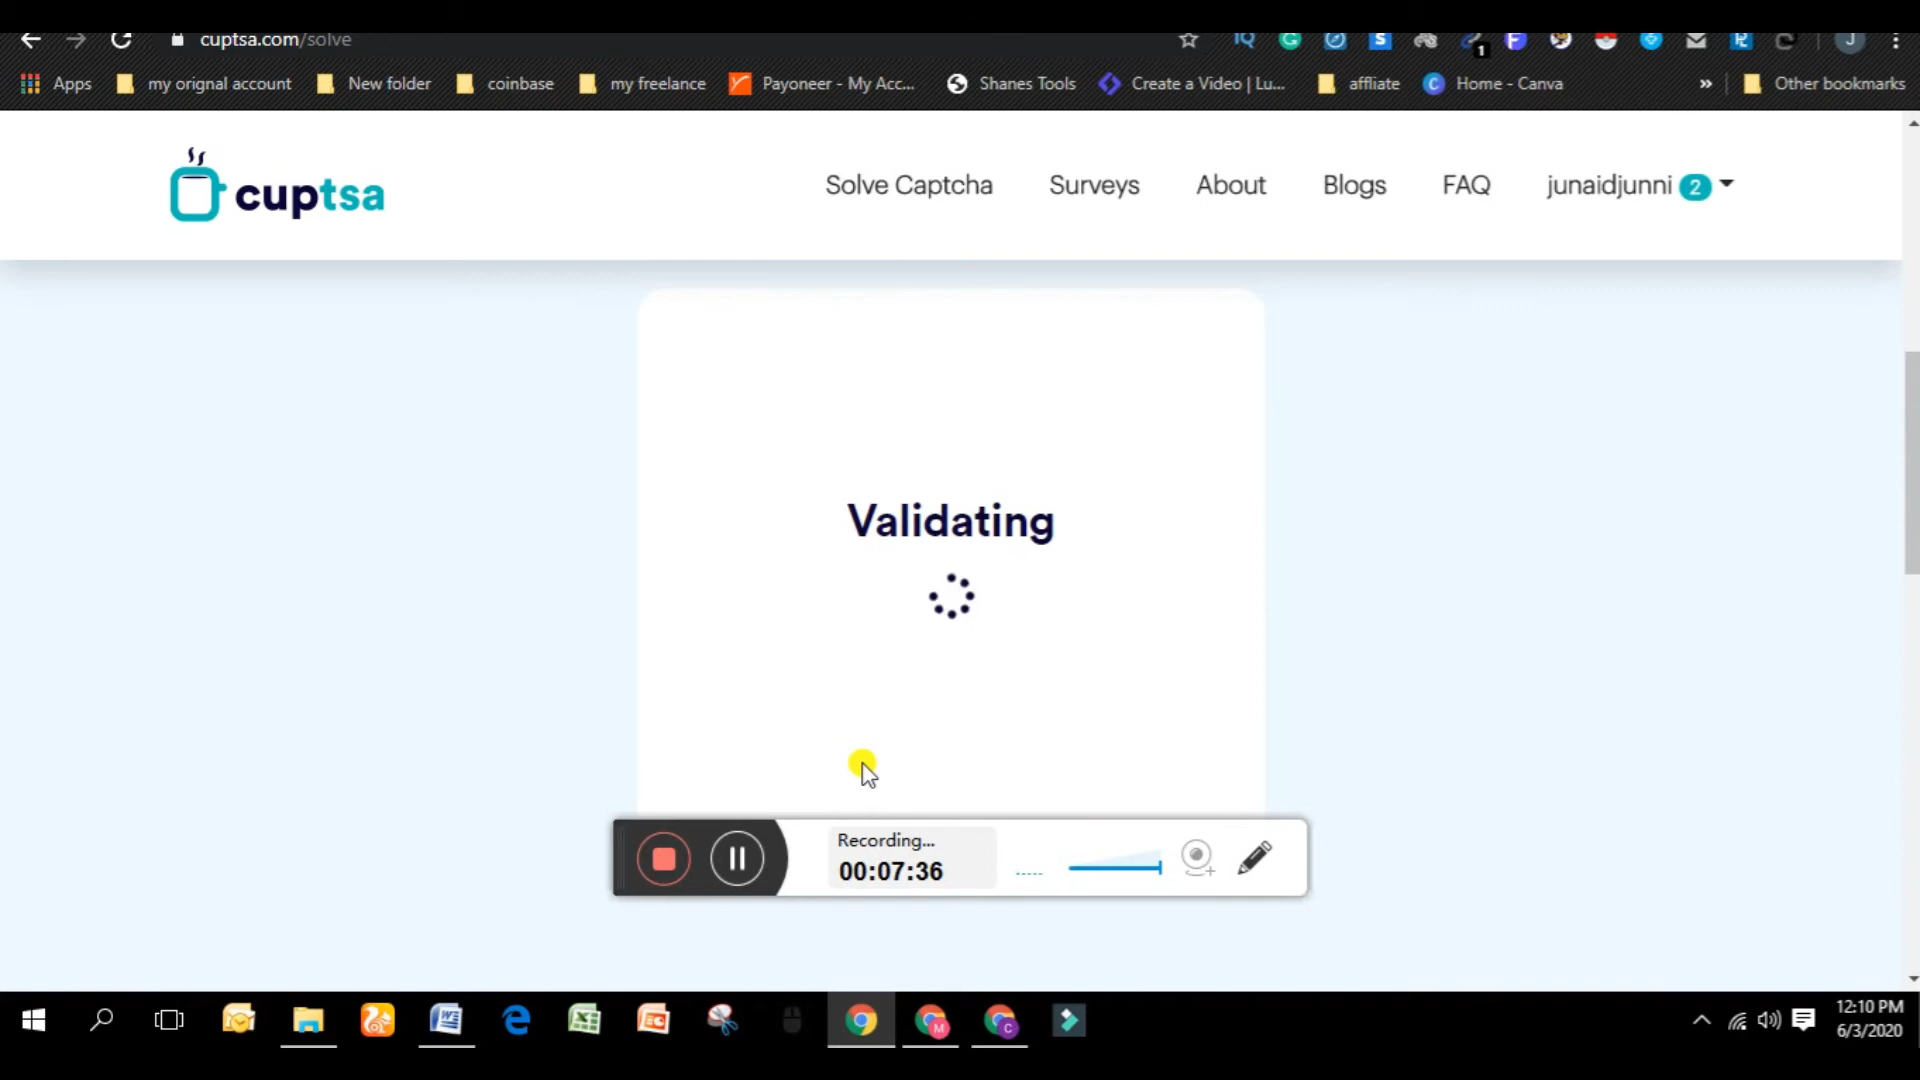 cuptsa.com/solve
Apps my orignal account New folder coinbase my freelance Payoneer - My Acc... Shanes Tools Create a Video | Lu... affliate Home - Canva » Other bookmarks
cuptsa Solve Captcha Surveys About Blogs FAQ junaidjunni 2
Validating
Recording...
00:07:36
12:10 PM
6/3/2020